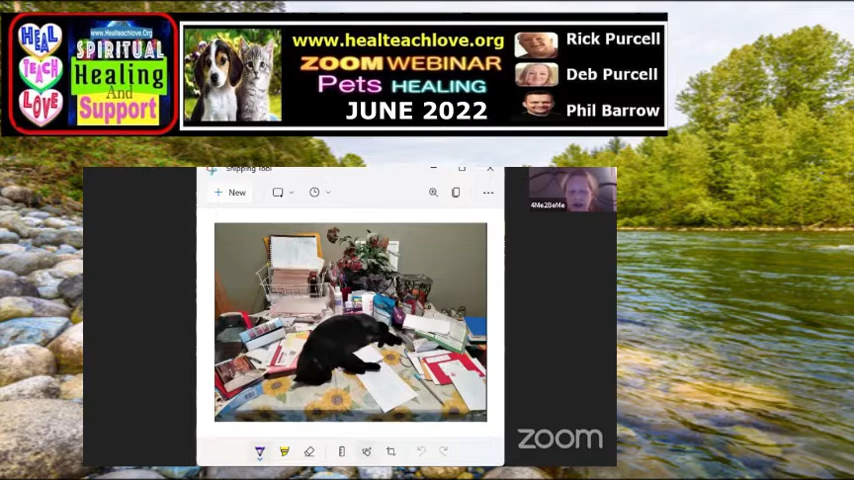 HEAL
TEACH
LOVE
www.Healteachlove.Org
SPIRITUAL
Healing
And
Support
www.healteachlove.org
ZOOM WEBINAR
Pets HEALING
JUNE 2022
Rick Purcell
Deb Purcell
Phil Barrow
Snipping Tool
New
4Me2BeMe
zoom